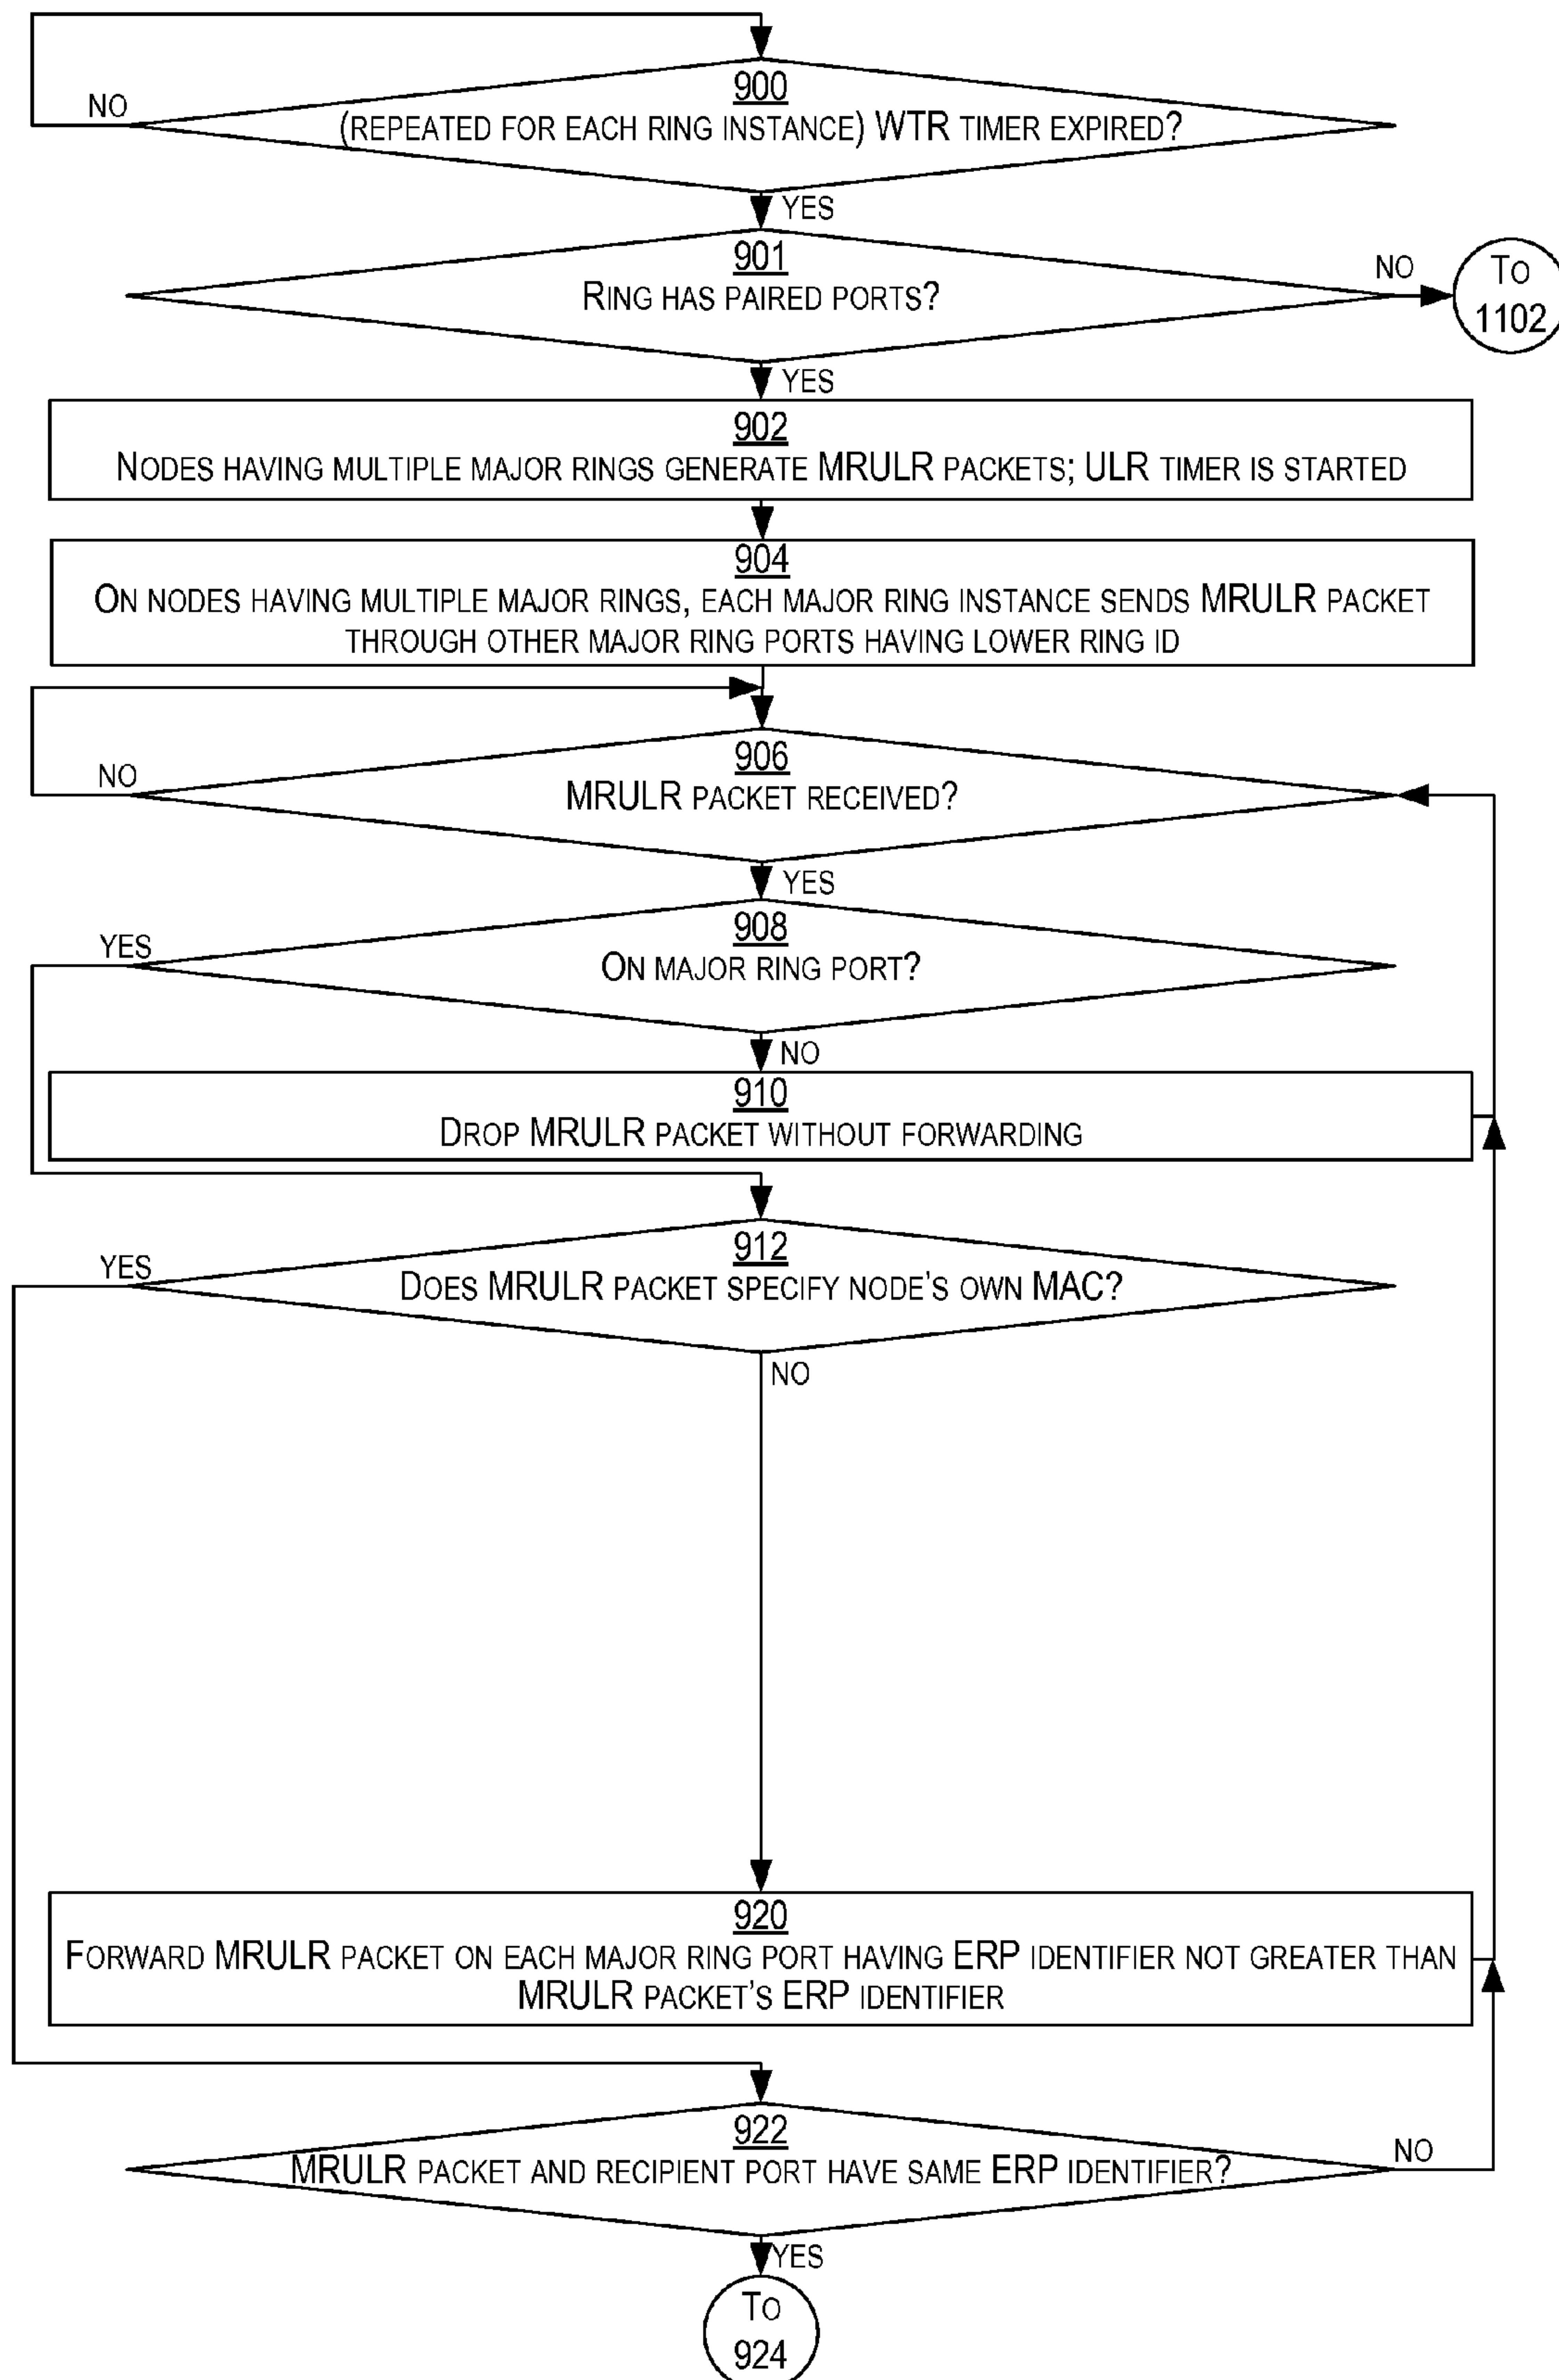 900
NO
(REPEATED FOR EACH RING INSTANCE) WTR TIMER EXPIRED?
YES
901
RING HAS PAIRED PORTS?
NO
TO
1102
YES
902
NODES HAVING MULTIPLE MAJOR RINGS GENERATE MRULR PACKETS; ULR TIMER IS STARTED
904
ON NODES HAVING MULTIPLE MAJOR RINGS, EACH MAJOR RING INSTANCE SENDS MRULR PACKET
THROUGH OTHER MAJOR RING PORTS HAVING LOWER RING ID
906
NO
MRULR PACKET RECEIVED?
YES
908
YES
ON MAJOR RING PORT?
NO
910
DROP MRULR PACKET WITHOUT FORWARDING
912
YES
DOES MRULR PACKET SPECIFY NODE'S OWN MAC?
NO
920
FORWARD MRULR PACKET ON EACH MAJOR RING PORT HAVING ERP IDENTIFIER NOT GREATER THAN
MRULR PACKET'S ERP IDENTIFIER
922
NO
MRULR PACKET AND RECIPIENT PORT HAVE SAME ERP IDENTIFIER?
YES
TO
924